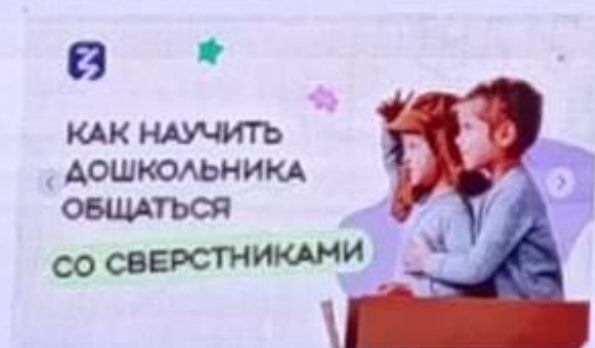 КАК НАУЧИТЬ
ДОШКОЛЬНИКА
ОБЩАТЬСЯ
СО СВЕРСТНИКАМИ